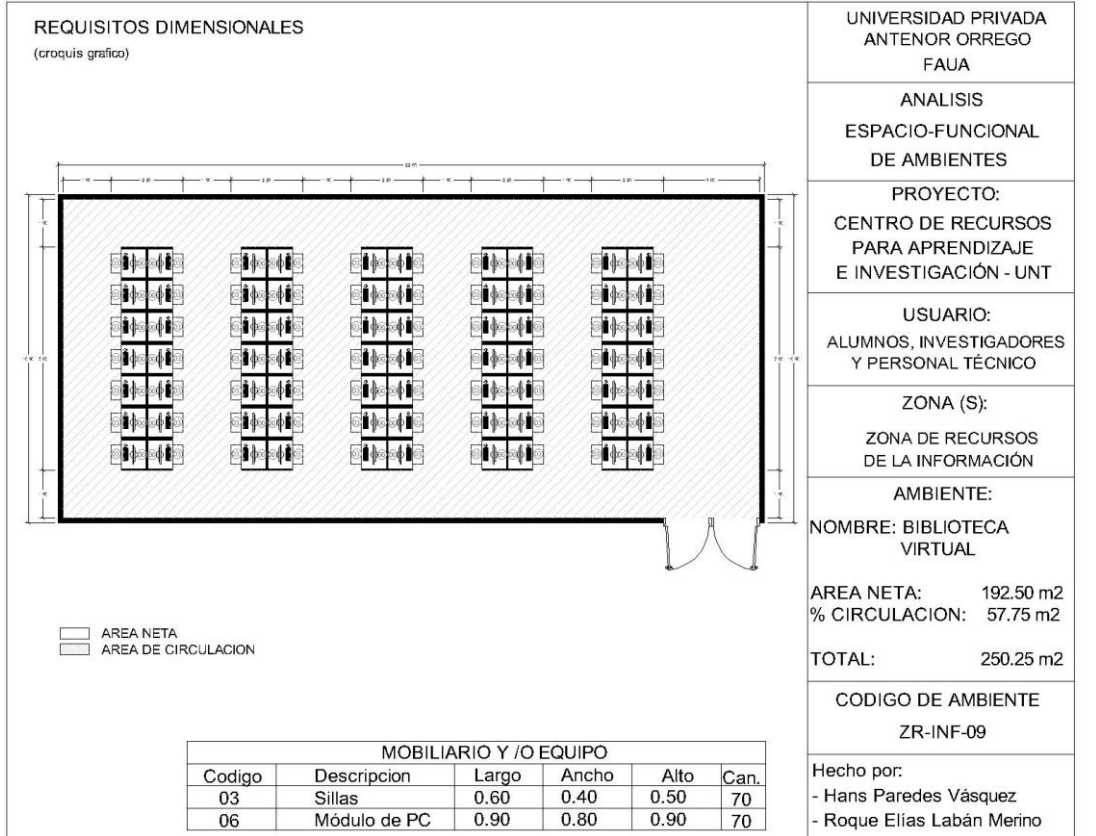 REQUISITOS DIMENSIONALES
(croquis grafico)
AREA NETA
AREA DE CIRCULACION
MOBILIARIO Y /O EQUIPO
Codigo Descripcion Largo Ancho Alto Can.
03 Sillas 0.60 0.40 0.50 70
06 Módulo de PC 0.90 0.80 0.90 70
UNIVERSIDAD PRIVADA
ANTENOR ORREGO
FAUA
ANALISIS
ESPACIO-FUNCIONAL
DE AMBIENTES
PROYECTO:
CENTRO DE RECURSOS
PARA APRENDIZAJE
E INVESTIGACIÓN - UNT
USUARIO:
ALUMNOS, INVESTIGADORES
Y PERSONAL TÉCNICO
ZONA (S):
ZONA DE RECURSOS
DE LA INFORMACIÓN
AMBIENTE:
NOMBRE: BIBLIOTECA
VIRTUAL
AREA NETA: 192.50 m2
% CIRCULACION: 57.75 m2
TOTAL: 250.25 m2
CODIGO DE AMBIENTE
ZR-INF-09
Hecho por:
- Hans Paredes Vásquez
- Roque Elías Labán Merino